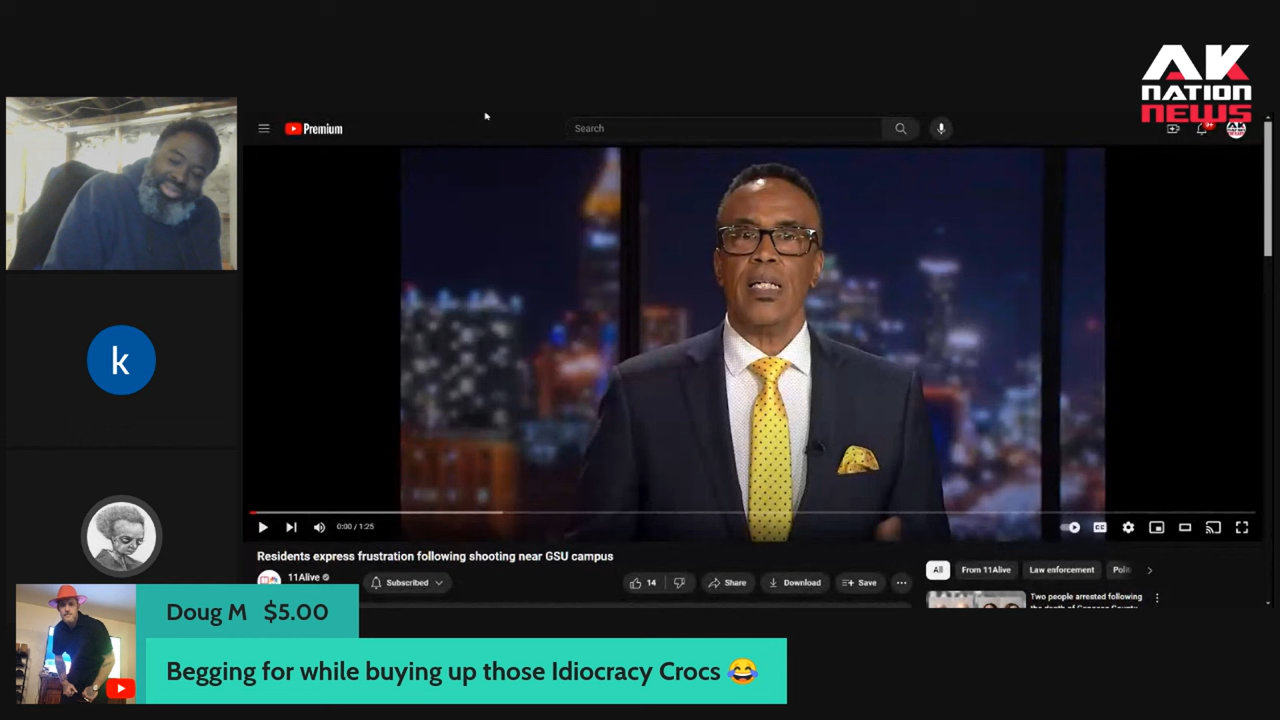 AK
NATION
NEWS
Premium
Search
9+
k
0:00 / 1:25
Residents express frustration following shooting near GSU campus
11Alive
Subscribed
14
Share
Download
Save
All
From 11Alive
Law enforcement
Two people arrested following
Doug M $5.00
Begging for while buying up those Idiocracy Crocs 😂